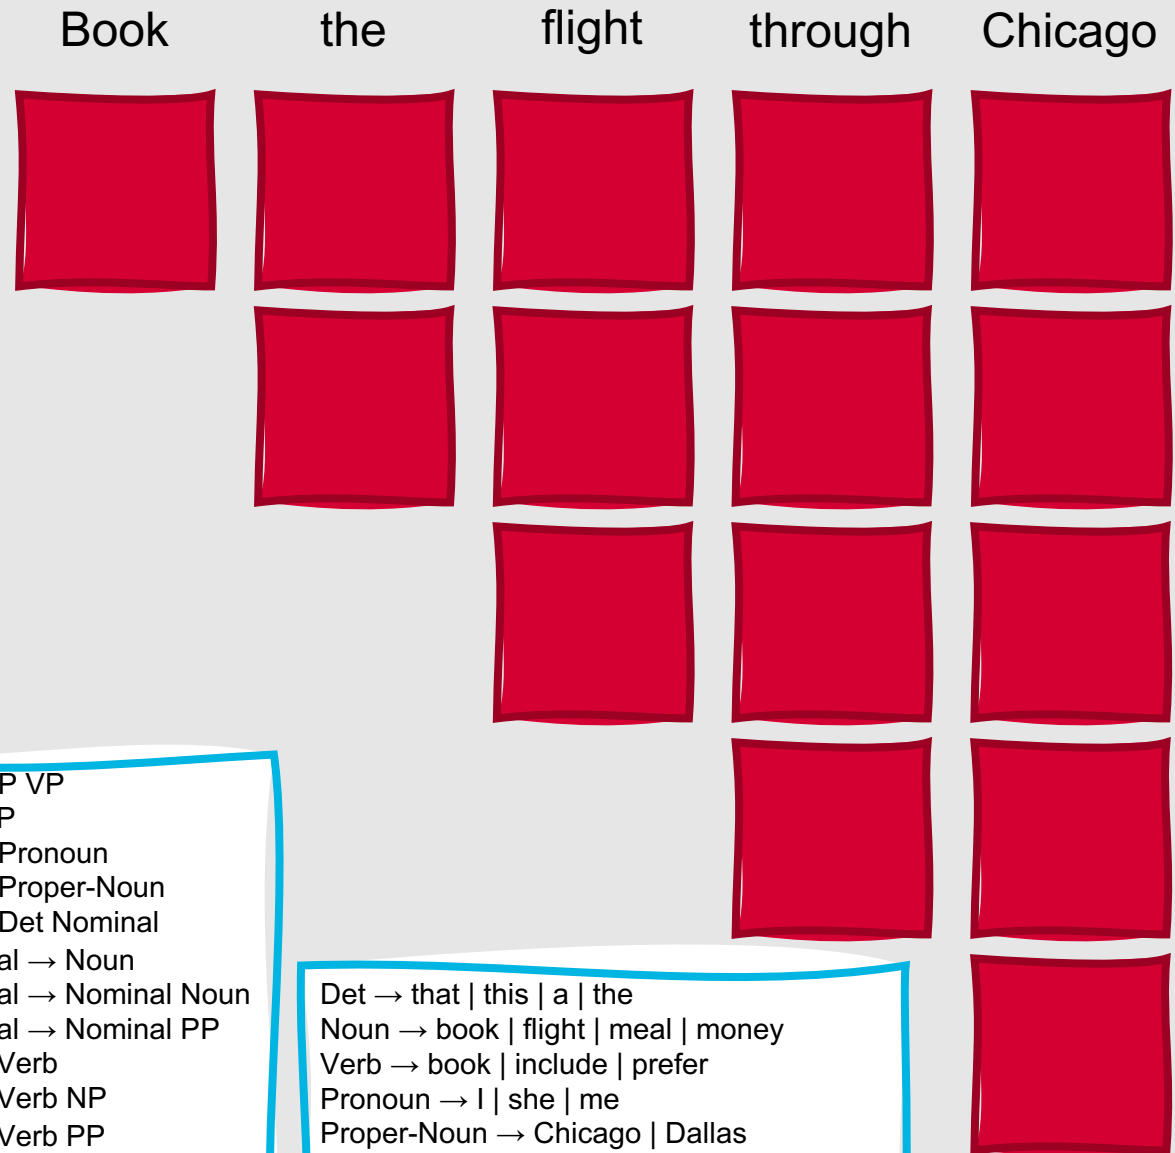 Book the flight through Chicago
P VP
P
Pronoun
Proper-Noun
Det Nominal
al → Noun
al → Nominal Noun
al → Nominal PP
Verb
Verb NP
Verb PP
Det → that | this | a | the
Noun → book | flight | meal | money
Verb → book | include | prefer
Pronoun → I | she | me
Proper-Noun → Chicago | Dallas